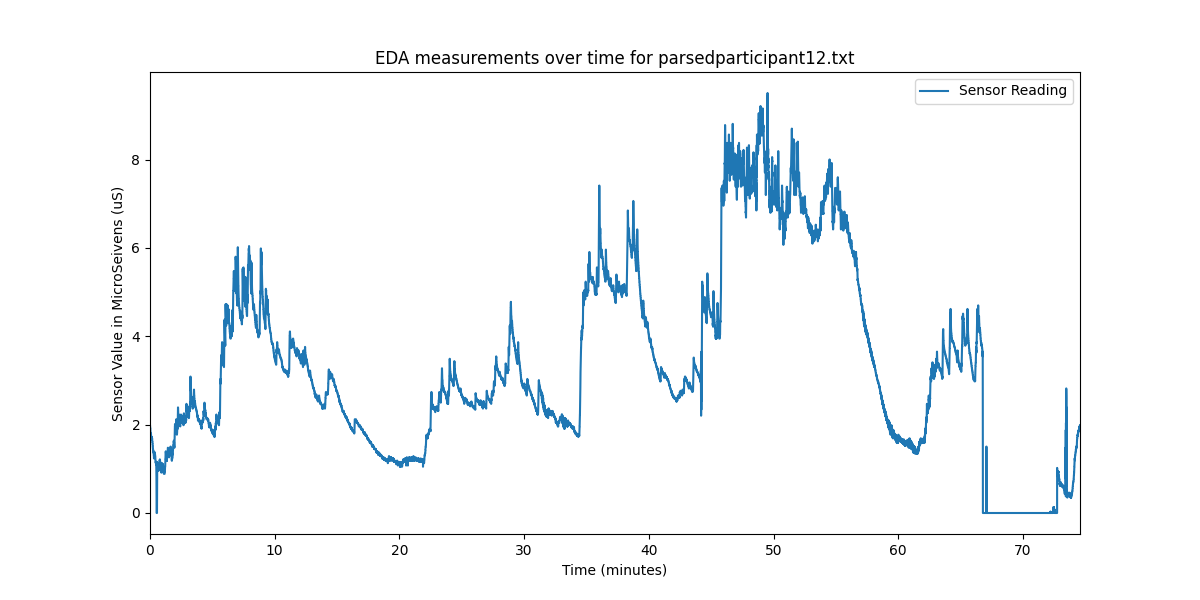 EDA measurements over time for parsedparticipant12.txt
Sensor Reading
Sensor Value in MicroSeivens (uS)
8
6
4
2
0
0 10 20 30 40 50 60 70
Time (minutes)